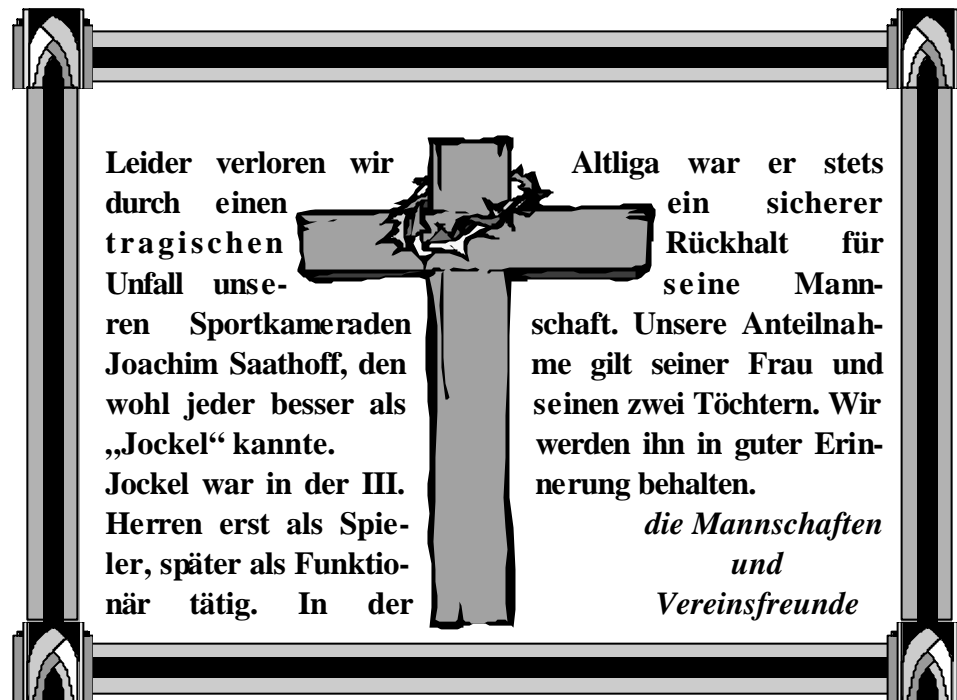 Leider verloren wir
durch einen
tragischen
Unfall unse-
ren Sportkameraden
Joachim Saathoff, den
wohl jeder besser als
„Jockel“ kannte.
Jockel war in der III.
Herren erst als Spie-
ler, später als Funktio-
när tätig. In der
Altliga war er stets
ein sicherer
Rückhalt für
seine Mann-
schaft. Unsere Anteilnah-
me gilt seiner Frau und
seinen zwei Töchtern. Wir
werden ihn in guter Erin-
nerung behalten.
die Mannschaften
und
Vereinsfreunde